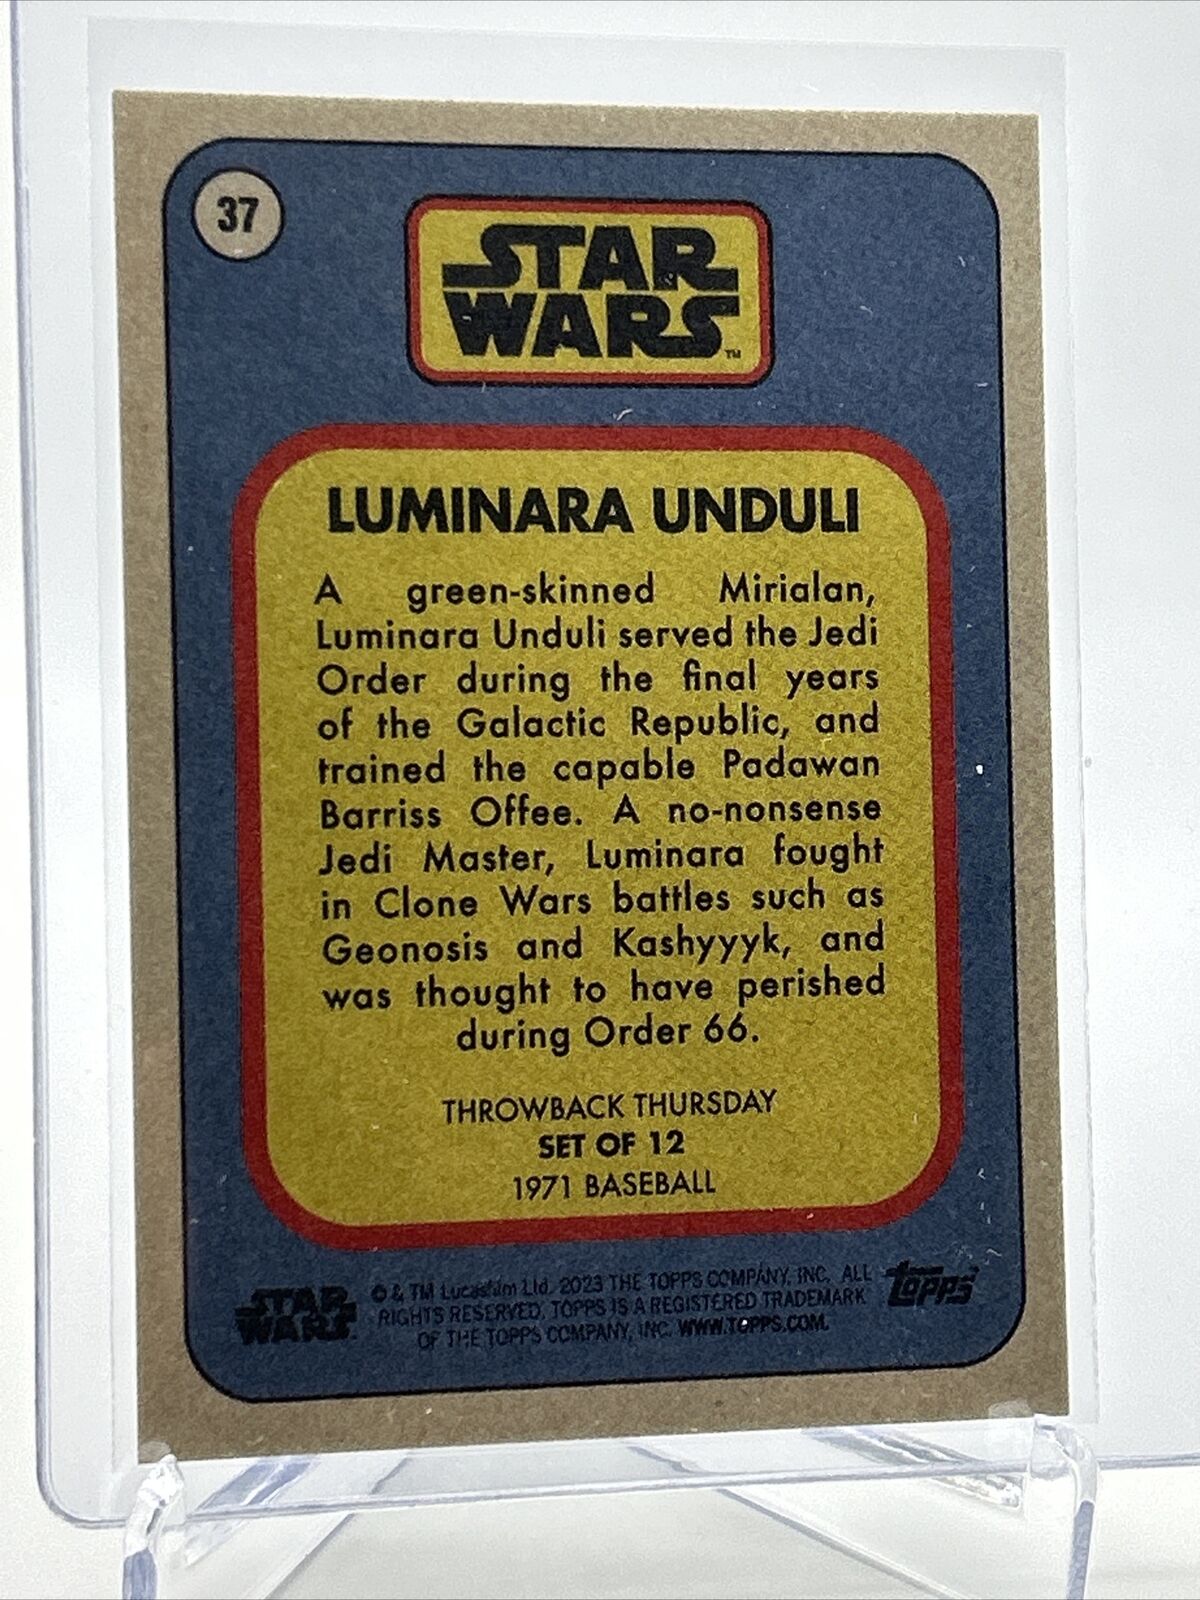 37
STAR
WARS
TM
LUMINARA UNDULI
A green-skinned Mirialan,
Luminara Unduli served the Jedi
Order during the final years
of the Galactic Republic, and
trained the capable Padawan
Barriss Offee. A no-nonsense
Jedi Master, Luminara fought
in Clone Wars battles such as
Geonosis and Kashyyyk, and
was thought to have perished
during Order 66.
THROWBACK THURSDAY
SET OF 12
1971 BASEBALL
STAR
WARS
© & TM Lucasfilm Ltd. 2023 THE TOPPS COMPANY, INC. ALL
RIGHTS RESERVED. TOPPS IS A REGISTERED TRADEMARK
OF THE TOPPS COMPANY, INC. WWW.TOPPS.COM.
TOPPS